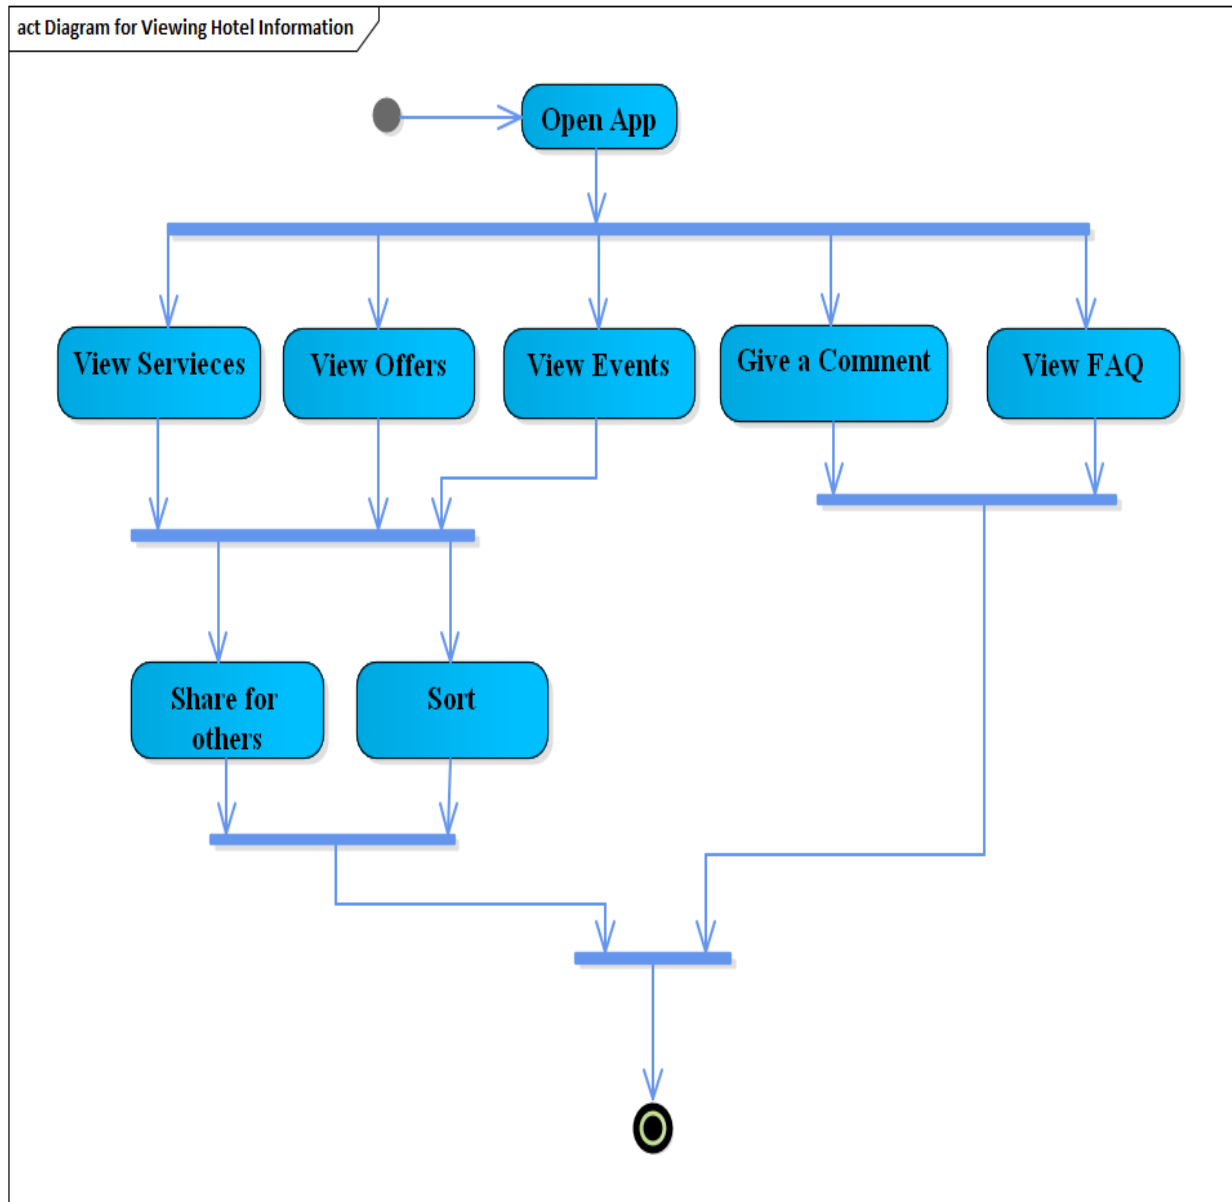 act Diagram for Viewing Hotel Information
Open App
View Servieces
View Offers
View Events
Give a Comment
View FAQ
Share for
others
Sort